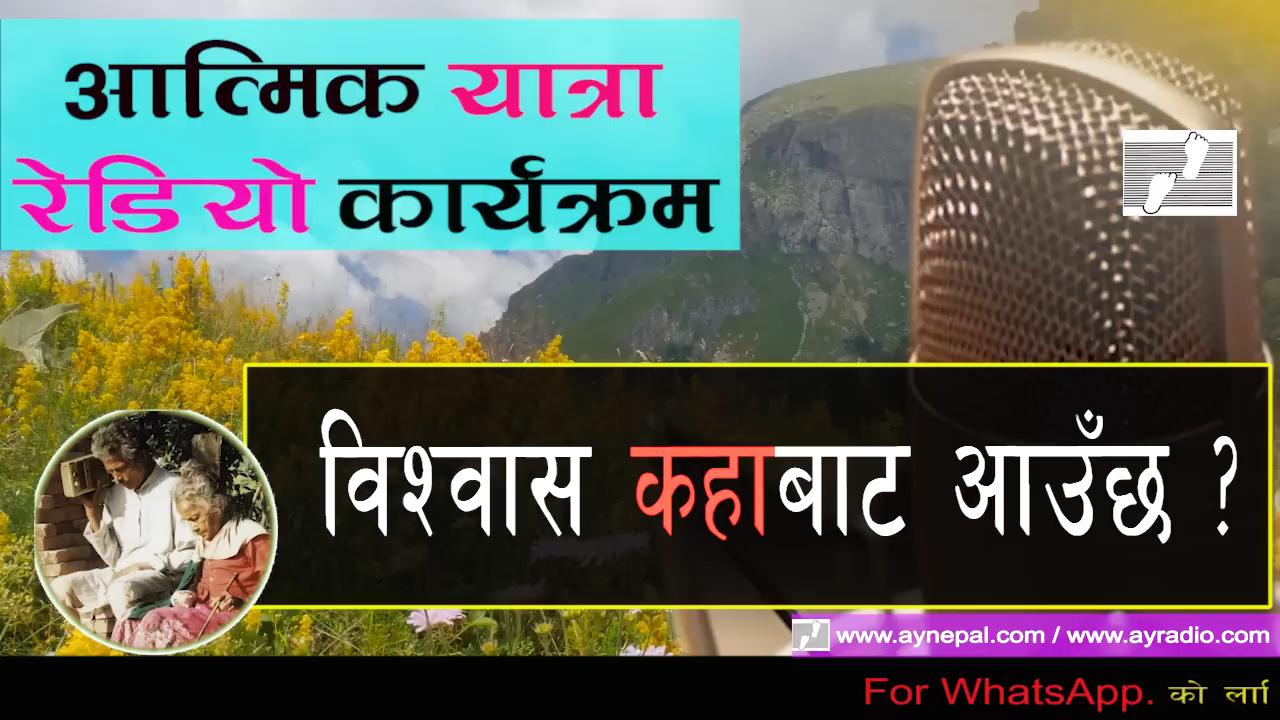 आत्मिक यात्रा
रेडियो कार्यक्रम
विश्वास कहाबाट आउँछ ?
www.aynepal.com / www.ayradio.com
For WhatsApp. को